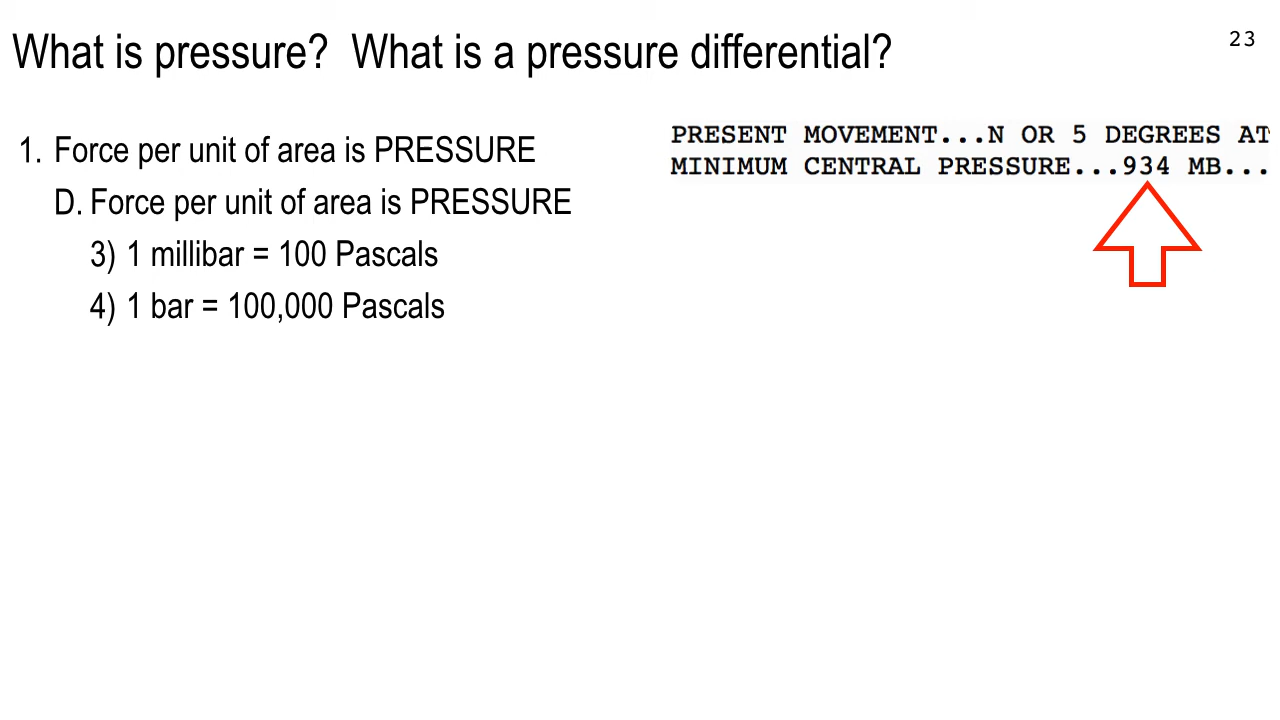 What is pressure?  What is a pressure differential?
23
1. Force per unit of area is PRESSURE
D. Force per unit of area is PRESSURE
3) 1 millibar = 100 Pascals
4) 1 bar = 100,000 Pascals
PRESENT MOVEMENT...N OR 5 DEGREES AT
MINIMUM CENTRAL PRESSURE...934 MB...